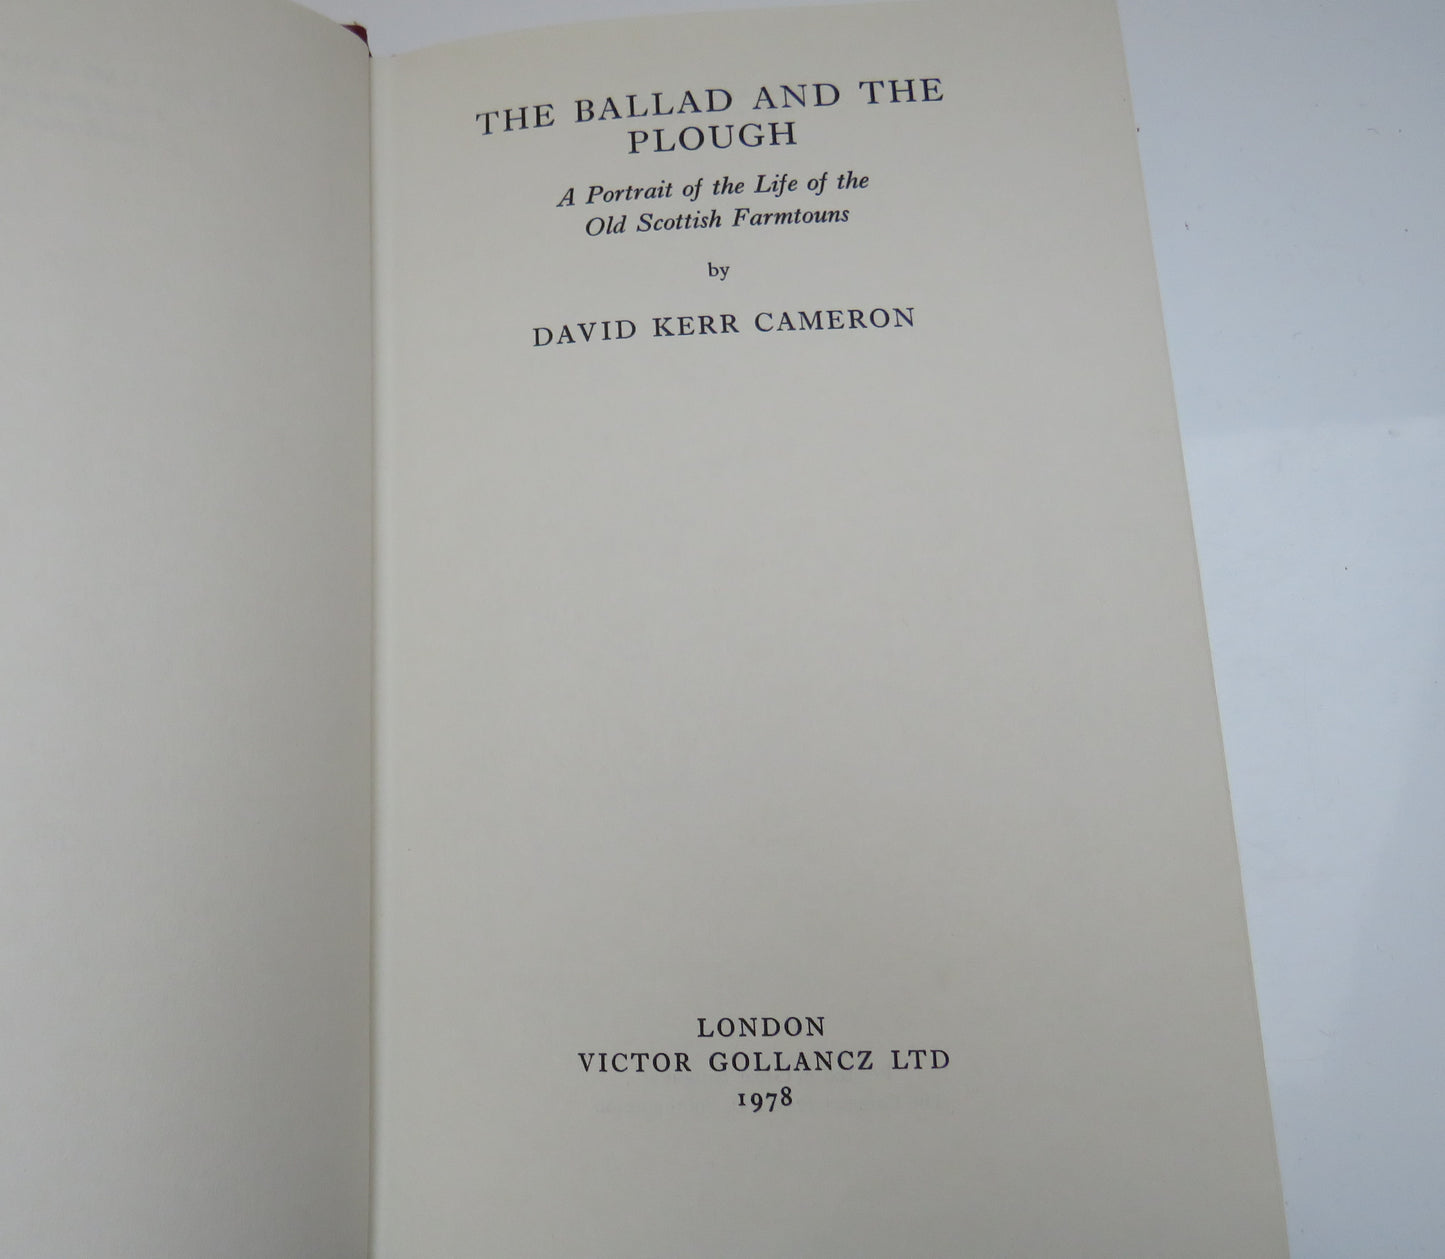 THE BALLAD AND THE
PLOUGH
A Portrait of the Life of the
Old Scottish Farmtouns
by
DAVID KERR CAMERON
LONDON
VICTOR GOLLANCZ LTD
1978